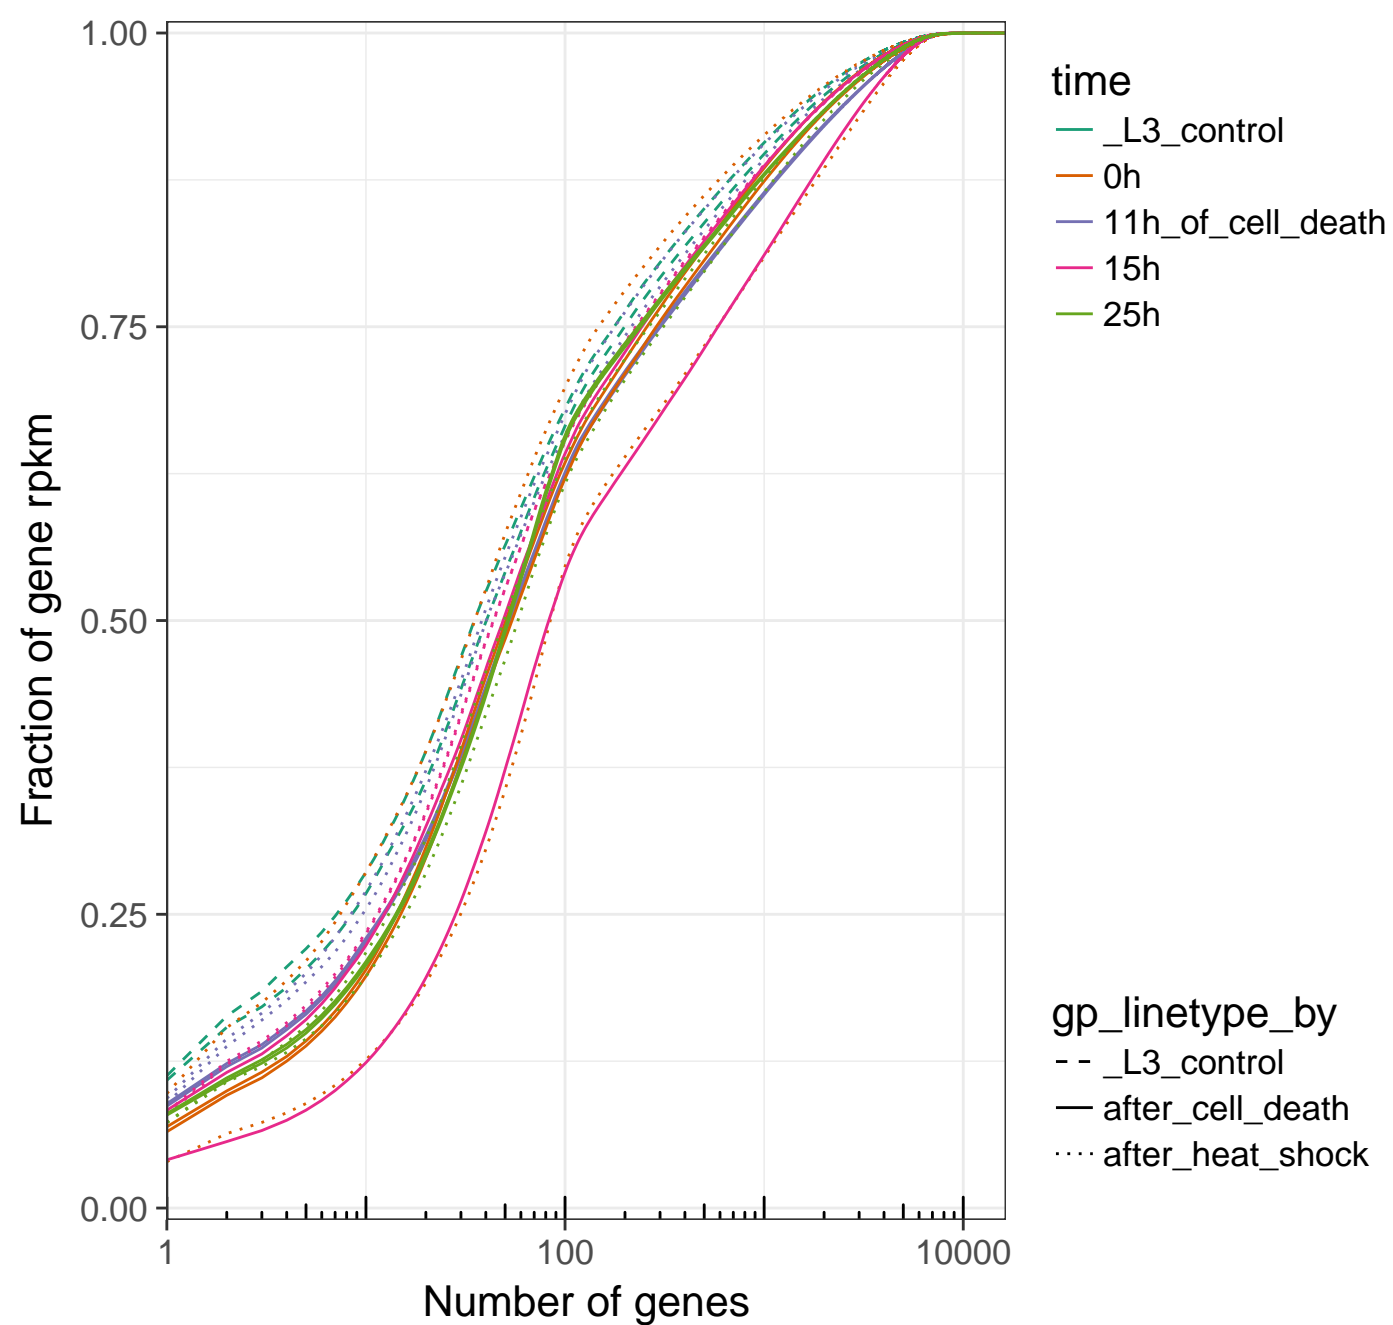 1.00
0.75
0.50
0.25
0.00
Fraction of gene rpkm
1
100
10000
Number of genes
time
_L3_control
0h
11h_of_cell_death
15h
25h
gp_linetype_by
_L3_control
after_cell_death
after_heat_shock